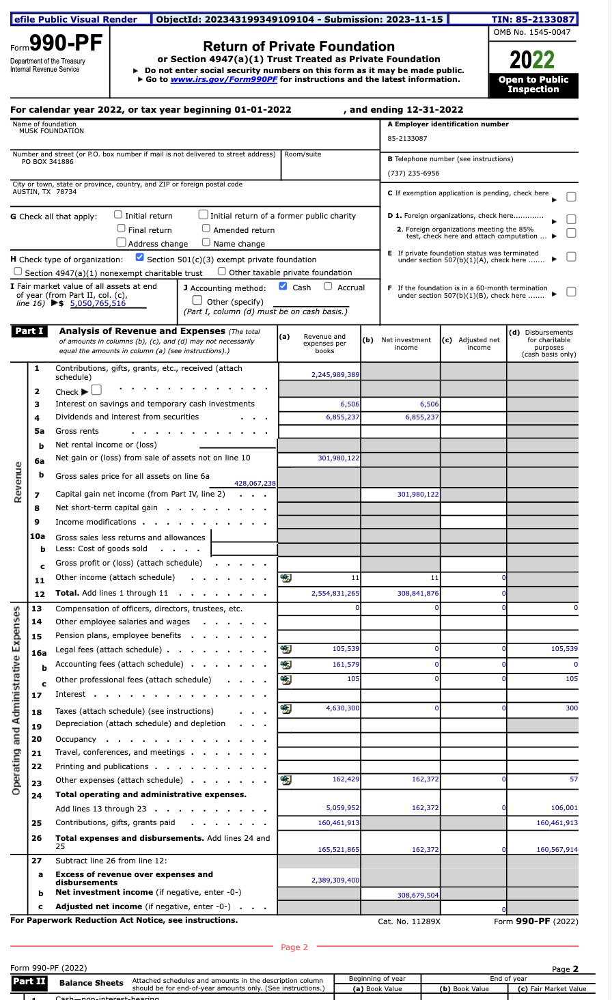 efile Public Visual Render ObjectId: 202343199349109104 - Submission: 2023-11-15 TIN: 85-2133087
Form 990-PF
Department of the Treasury
Internal Revenue Service
Return of Private Foundation
or Section 4947(a)(1) Trust Treated as Private Foundation
▶ Do not enter social security numbers on this form as it may be made public.
▶ Go to www.irs.gov/Form990PF for instructions and the latest information.
OMB No. 1545-0047
2022
Open to Public
Inspection
For calendar year 2022, or tax year beginning 01-01-2022 , and ending 12-31-2022
Name of foundation
MUSK FOUNDATION
Number and street (or P.O. box number if mail is not delivered to street address)
PO BOX 341886
Room/suite
City or town, state or province, country, and ZIP or foreign postal code
AUSTIN, TX 78734
A Employer identification number
85-2133087
B Telephone number (see instructions)
(737) 235-6956
C If exemption application is pending, check here ▶
D 1. Foreign organizations, check here............. ▶
2. Foreign organizations meeting the 85%
test, check here and attach computation ... ▶
E If private foundation status was terminated
under section 507(b)(1)(A), check here ....... ▶
F If the foundation is in a 60-month termination
under section 507(b)(1)(B), check here ....... ▶
G Check all that apply: Initial return Initial return of a former public charity
Final return Amended return
Address change Name change
H Check type of organization: Section 501(c)(3) exempt private foundation
Section 4947(a)(1) nonexempt charitable trust Other taxable private foundation
I Fair market value of all assets at end
of year (from Part II, col. (c),
line 16) ▶$ 5,050,765,516
J Accounting method: Cash Accrual
Other (specify)
(Part I, column (d) must be on cash basis.)
Part I Analysis of Revenue and Expenses (The total
of amounts in columns (b), (c), and (d) may not necessarily
equal the amounts in column (a) (see instructions).)
(a) Revenue and
expenses per
books
(b) Net investment
income
(c) Adjusted net
income
(d) Disbursements
for charitable
purposes
(cash basis only)
Revenue
1 Contributions, gifts, grants, etc., received (attach
schedule) 2,245,989,389
2 Check ▶ . . . . . . . . . .
3 Interest on savings and temporary cash investments 6,506 6,506
4 Dividends and interest from securities . . . 6,855,237 6,855,237
5a Gross rents . . . . . . . . . . .
b Net rental income or (loss)
6a Net gain or (loss) from sale of assets not on line 10 301,980,122
b Gross sales price for all assets on line 6a
428,067,238
7 Capital gain net income (from Part IV, line 2) . . . 301,980,122
8 Net short-term capital gain . . . . . . . . .
9 Income modifications . . . . . . . . . . .
10a Gross sales less returns and allowances
b Less: Cost of goods sold . . . .
c Gross profit or (loss) (attach schedule) . . . . .
11 Other income (attach schedule) . . . . . . . 11 11 0
12 Total. Add lines 1 through 11 . . . . . . . . 2,554,831,265 308,841,876
Operating and Administrative Expenses
13 Compensation of officers, directors, trustees, etc. 0 0 0 0
14 Other employee salaries and wages . . . . . .
15 Pension plans, employee benefits . . . . . . .
16a Legal fees (attach schedule) . . . . . . . . . 105,539 0 0 105,539
b Accounting fees (attach schedule) . . . . . . . 161,579 0 0 0
c Other professional fees (attach schedule) . . . . 105 0 0 105
17 Interest . . . . . . . . . . . . . . .
18 Taxes (attach schedule) (see instructions) . . . 4,630,300 0 0 300
19 Depreciation (attach schedule) and depletion . . .
20 Occupancy . . . . . . . . . . . . . .
21 Travel, conferences, and meetings . . . . . . .
22 Printing and publications . . . . . . . . . .
23 Other expenses (attach schedule) . . . . . . . 162,429 162,372 0 57
24 Total operating and administrative expenses.
Add lines 13 through 23 . . . . . . . . . . 5,059,952 162,372 0 106,001
25 Contributions, gifts, grants paid . . . . . . 160,461,913 160,461,913
26 Total expenses and disbursements. Add lines 24 and
25 165,521,865 162,372 0 160,567,914
27 Subtract line 26 from line 12:
a Excess of revenue over expenses and
disbursements 2,389,309,400
b Net investment income (if negative, enter -0-) 308,679,504
c Adjusted net income (if negative, enter -0-) . . . 0
For Paperwork Reduction Act Notice, see instructions. Cat. No. 11289X Form 990-PF (2022)
Page 2
Form 990-PF (2022) Page 2
Part II Balance Sheets Attached schedules and amounts in the description column
should be for end-of-year amounts only. (See instructions.)
Beginning of year End of year
(a) Book Value (b) Book Value (c) Fair Market Value
1 Cash—non-interest-bearing